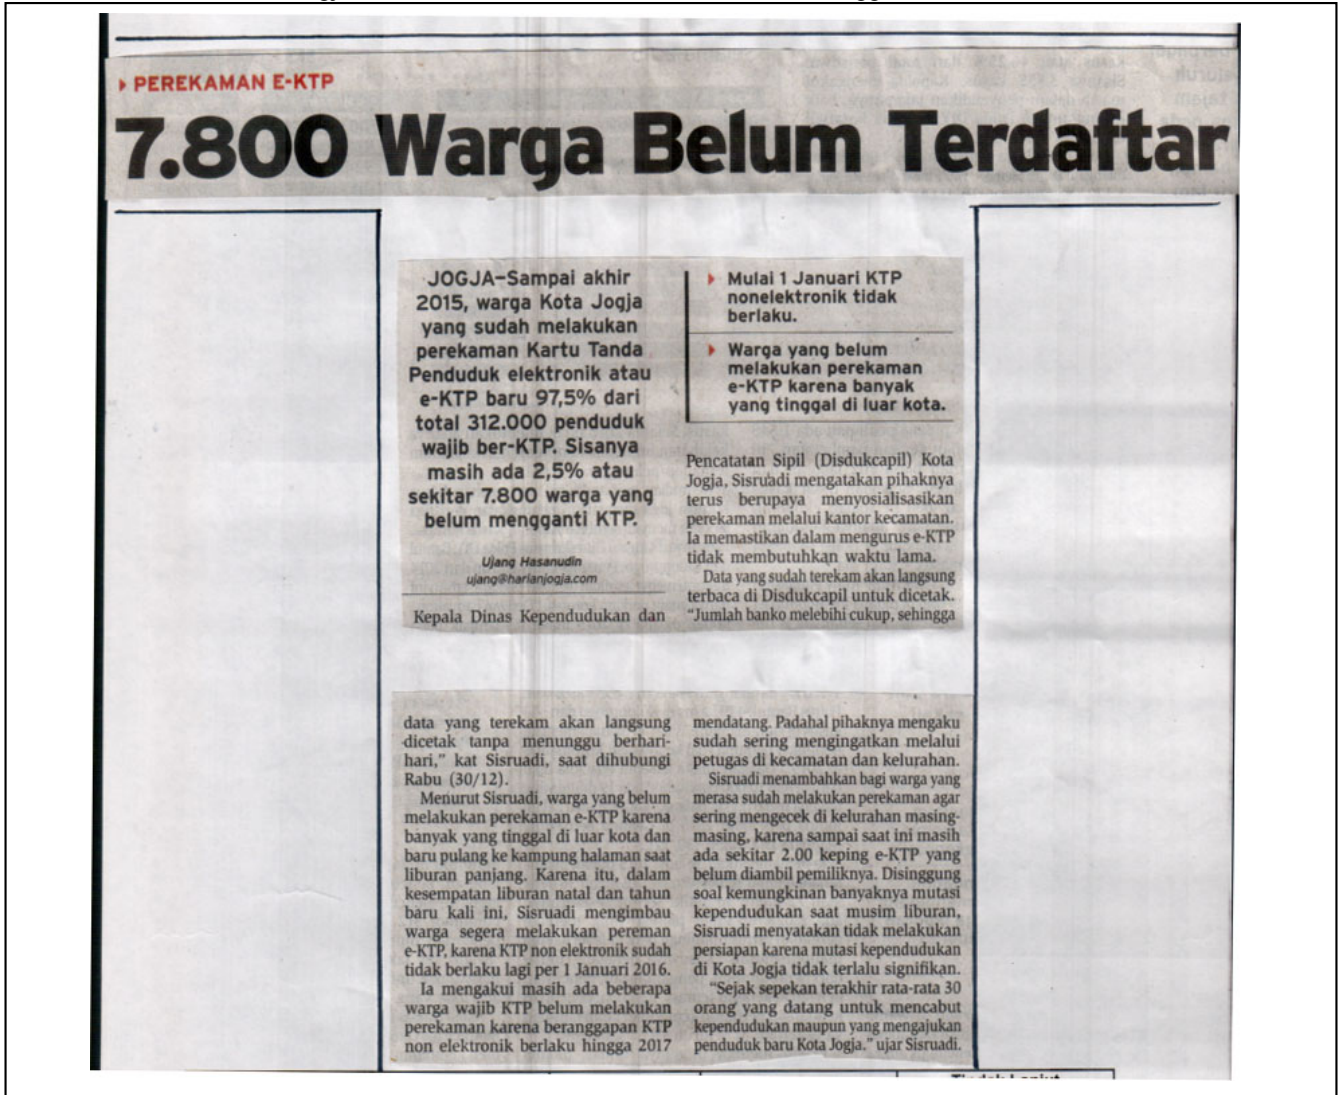 PEREKAMAN E-KTP
7.800 Warga Belum Terdaftar
JOGJA–Sampai akhir
2015, warga Kota Jogja
yang sudah melakukan
perekaman Kartu Tanda
Penduduk elektronik atau
e-KTP baru 97,5% dari
total 312.000 penduduk
wajib ber-KTP. Sisanya
masih ada 2,5% atau
sekitar 7.800 warga yang
belum mengganti KTP.
Ujang Hasanudin
ujang@harianjogja.com
Kepala Dinas Kependudukan dan
Mulai 1 Januari KTP
nonelektronik tidak
berlaku.
Warga yang belum
melakukan perekaman
e-KTP karena banyak
yang tinggal di luar kota.
Pencatatan Sipil (Disdukcapil) Kota
Jogja, Sisruadi mengatakan pihaknya
terus berupaya menyosialisasikan
perekaman melalui kantor kecamatan.
Ia memastikan dalam mengurus e-KTP
tidak membutuhkan waktu lama.
Data yang sudah terekam akan langsung
terbaca di Disdukcapil untuk dicetak.
“Jumlah banko melebihi cukup, sehingga
data yang terekam akan langsung
dicetak tanpa menunggu berhari-
hari,” kat Sisruadi, saat dihubungi
Rabu (30/12).
Menurut Sisruadi, warga yang belum
melakukan perekaman e-KTP karena
banyak yang tinggal di luar kota dan
baru pulang ke kampung halaman saat
liburan panjang. Karena itu, dalam
kesempatan liburan natal dan tahun
baru kali ini, Sisruadi mengimbau
warga segera melakukan pereman
e-KTP, karena KTP non elektronik sudah
tidak berlaku lagi per 1 Januari 2016.
Ia mengakui masih ada beberapa
warga wajib KTP belum melakukan
perekaman karena beranggapan KTP
non elektronik berlaku hingga 2017
mendatang. Padahal pihaknya mengaku
sudah sering mengingatkan melalui
petugas di kecamatan dan kelurahan.
Sisruadi menambahkan bagi warga yang
merasa sudah melakukan perekaman agar
sering mengecek di kelurahan masing-
masing, karena sampai saat ini masih
ada sekitar 2.00 keping e-KTP yang
belum diambil pemiliknya. Disinggung
soal kemungkinan banyaknya mutasi
kependudukan saat musim liburan,
Sisruadi menyatakan tidak melakukan
persiapan karena mutasi kependudukan
di Kota Jogja tidak terlalu signifikan.
“Sejak sepekan terakhir rata-rata 30
orang yang datang untuk mencabut
kependudukan maupun yang mengajukan
penduduk baru Kota Jogja.” ujar Sisruadi.